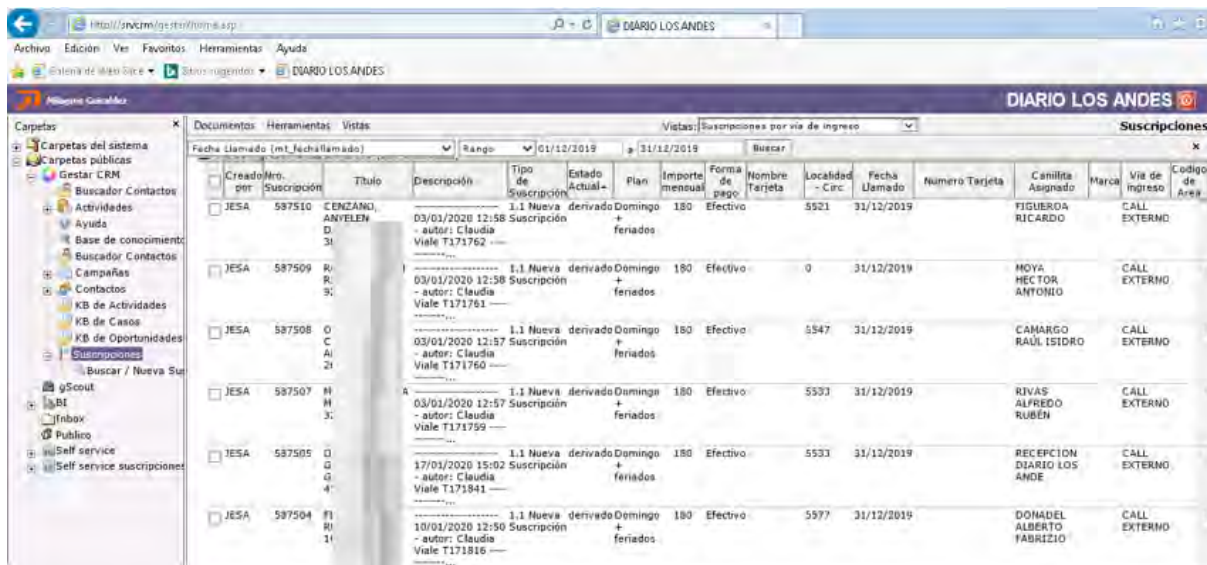 http://srvcrm/gestar/home.asp
DIARIO LOS ANDES
Archivo Edición Ver Favoritos Herramientas Ayuda
DIARIO LOS ANDES
Milagros González
DIARIO LOS ANDES
Carpetas
Documentos Herramientas Vistas
Vistas: Suscripciones por via de ingreso
Suscripciones
Carpetas del sistema
Carpetas públicas
Gestar CRM
Buscador Contactos
Actividades
Ayuda
Base de conocimiento
Buscador Contactos
Campañas
Contactos
KB de Actividades
KB de Casos
KB de Oportunidades
Suscripciones
Buscar / Nueva Sus
gScout
BI
Inbox
Publico
Self service
Self service suscripciones
Fecha Llamado (mt_fechallamado) Rango 01/12/2019 a 31/12/2019 Buscar
Creado por Nro. Suscripción Título Descripción Tipo de Suscripción Estado Actual Plan Importe mensual Forma de pago Nombre Tarjeta Localidad - Circ Fecha Llamado Numero Tarjeta Canillita Asignado Marca Via de ingreso Codigo de Area
JESA 587510 CENZANO, 1.1 Nueva derivado Domingo 180 Efectivo 5521 31/12/2019 FIGUEROA CALL
ANYELEN 03/01/2020 12:58 Suscripción + RICARDO EXTERNO
D. - autor: Claudia feriados
38 Viale T171762 ----
JESA 587509 1.1 Nueva derivado Domingo 180 Efectivo 0 31/12/2019 MOYA CALL
03/01/2020 12:58 Suscripción + HECTOR EXTERNO
- autor: Claudia feriados ANTONIO
Viale T171761 ----
JESA 587508 1.1 Nueva derivado Domingo 180 Efectivo 5547 31/12/2019 CAMARGO CALL
03/01/2020 12:57 Suscripción + RAÚL ISIDRO EXTERNO
- autor: Claudia feriados
Viale T171760 ----
JESA 587507 1.1 Nueva derivado Domingo 180 Efectivo 5533 31/12/2019 RIVAS CALL
03/01/2020 12:57 Suscripción + ALFREDO EXTERNO
- autor: Claudia feriados RUBÉN
Viale T171759 ----
JESA 587505 1.1 Nueva derivado Domingo 180 Efectivo 5533 31/12/2019 RECEPCION CALL
17/01/2020 15:02 Suscripción + DIARIO LOS EXTERNO
- autor: Claudia feriados ANDE
Viale T171841 ----
JESA 587504 1.1 Nueva derivado Domingo 180 Efectivo 5577 31/12/2019 DONADEL CALL
10/01/2020 12:50 Suscripción + ALBERTO EXTERNO
- autor: Claudia feriados FABRIZIO
Viale T171816 ----